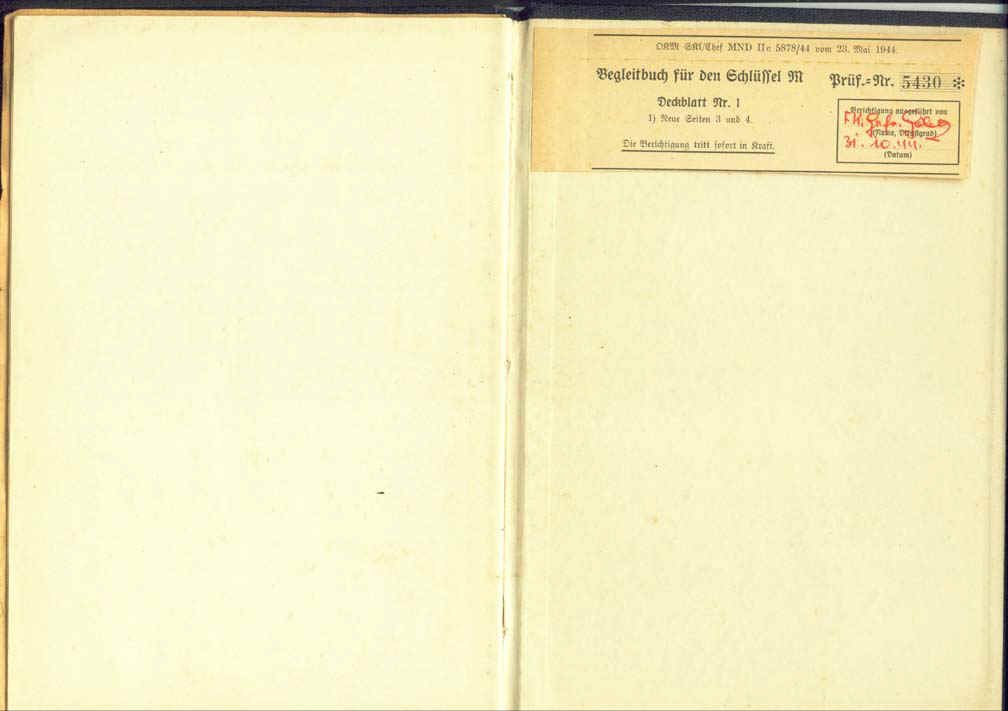 OKM Skl/Chef MND IIc 5878/44 vom 23. Mai 1944.
Begleitbuch für den Schlüssel M
Prüf.-Nr. 5430 ✻
Deckblatt Nr. 1
1) Neue Seiten 3 und 4.
Die Berichtigung tritt sofort in Kraft.
Berichtigung ausgeführt von
(Name, Dienstgrad)
31. 10. 44.
(Datum)